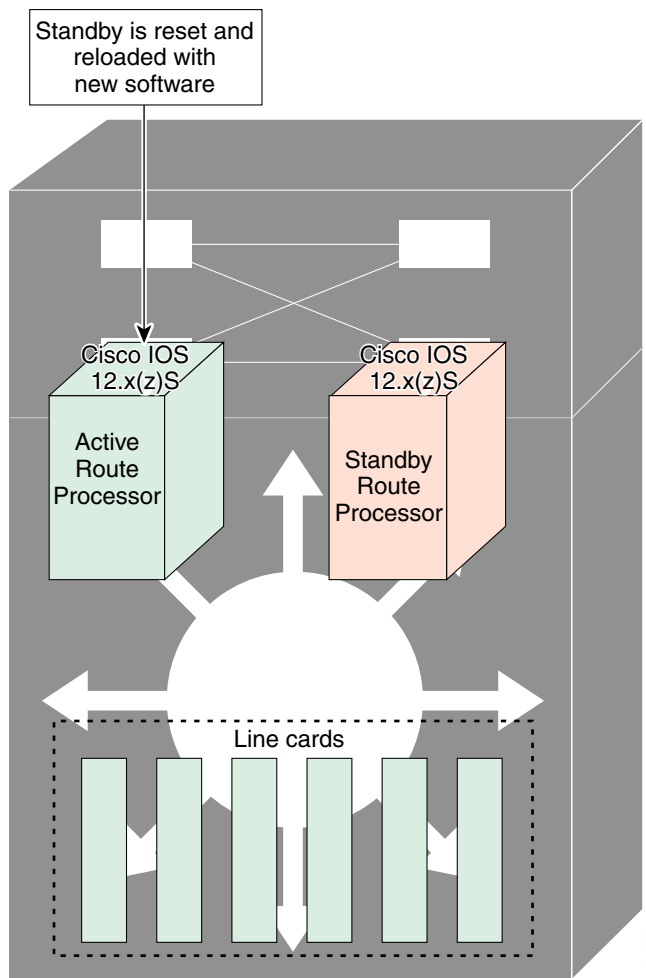 Standby is reset and
reloaded with
new software
Cisco IOS
12.x(z)S
Active
Route
Processor
Cisco IOS
12.x(z)S
Standby
Route
Processor
Line cards